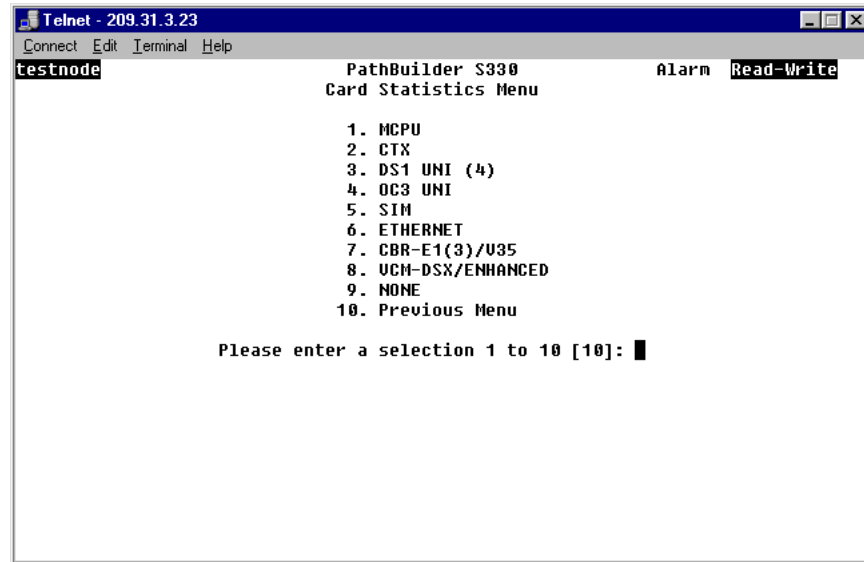 Telnet - 209.31.3.23
Connect Edit Terminal Help
testnode PathBuilder S330 Alarm Read-Write
Card Statistics Menu
1. MCPU
2. CTX
3. DS1 UNI (4)
4. OC3 UNI
5. SIM
6. ETHERNET
7. CBR-E1(3)/V35
8. VCM-DSX/ENHANCED
9. NONE
10. Previous Menu
Please enter a selection 1 to 10 [10]: